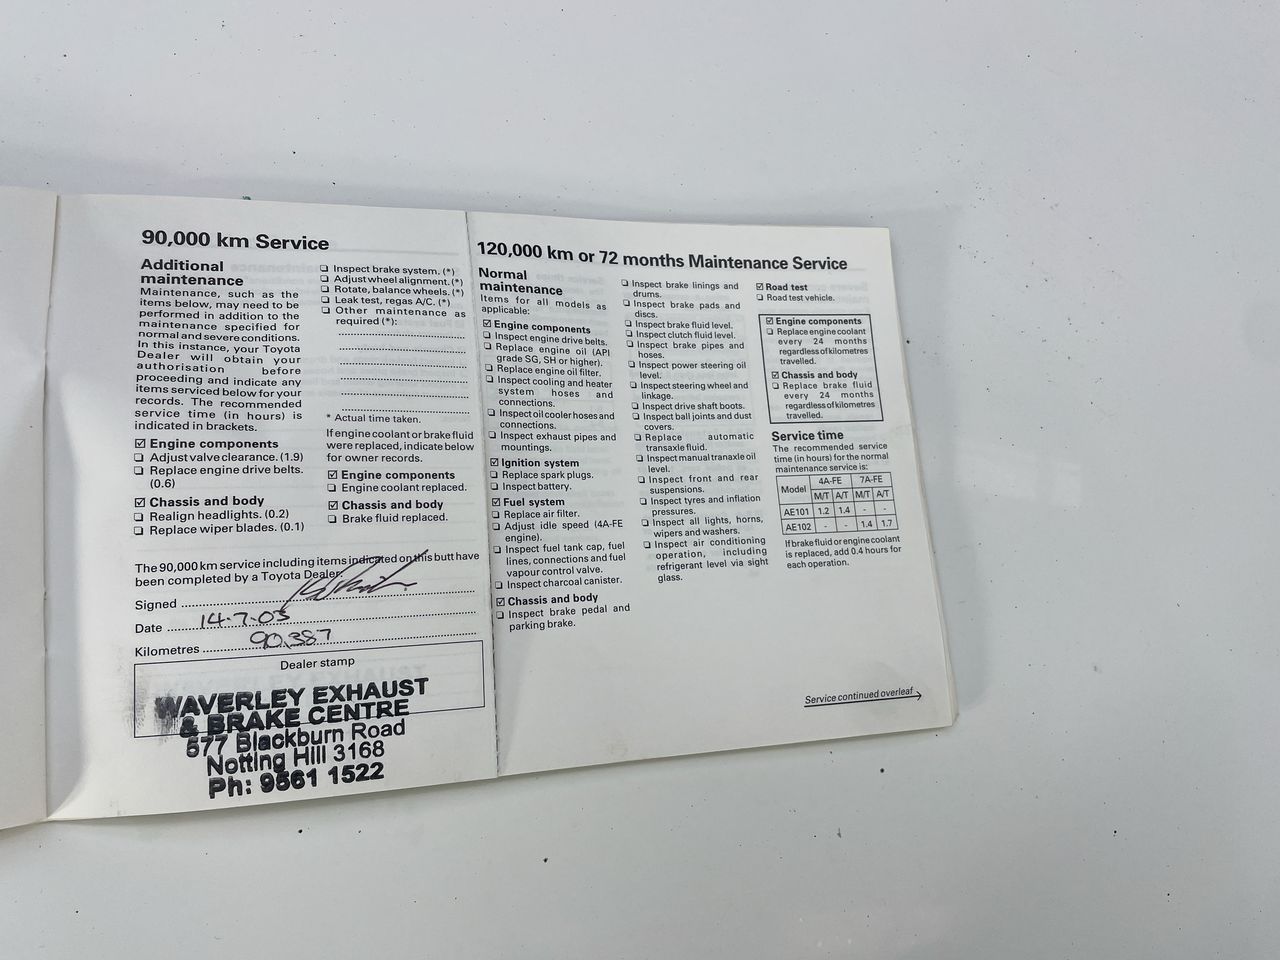 90,000 km Service
Additional
maintenance
Maintenance, such as the
items below, may need to be
performed in addition to the
maintenance specified for
normal and severe conditions.
In this instance, your Toyota
Dealer will obtain your
authorisation before
proceeding and indicate any
items serviced below for your
records. The recommended
service time (in hours) is
indicated in brackets.
☑ Engine components
❏ Adjust valve clearance. (1.9)
❏ Replace engine drive belts.
(0.6)
☑ Chassis and body
❏ Realign headlights. (0.2)
❏ Replace wiper blades. (0.1)
❏ Inspect brake system. (*)
❏ Adjust wheel alignment. (*)
❏ Rotate, balance wheels. (*)
❏ Leak test, regas A/C. (*)
❏ Other maintenance as
required (*):
* Actual time taken.
If engine coolant or brake fluid
were replaced, indicate below
for owner records.
☑ Engine components
❏ Engine coolant replaced.
☑ Chassis and body
❏ Brake fluid replaced.
The 90,000 km service including items indicated on this butt have
been completed by a Toyota Dealer:
Signed
Date 14-7-03
Kilometres 90,387
Dealer stamp
WAVERLEY EXHAUST
& BRAKE CENTRE
577 Blackburn Road
Notting Hill 3168
Ph: 9561 1522
120,000 km or 72 months Maintenance Service
Normal
maintenance
Items for all models as
applicable:
☑ Engine components
❏ Inspect engine drive belts.
❏ Replace engine oil (API
grade SG, SH or higher).
❏ Replace engine oil filter.
❏ Inspect cooling and heater
system hoses and
connections.
❏ Inspect oil cooler hoses and
connections.
❏ Inspect exhaust pipes and
mountings.
☑ Ignition system
❏ Replace spark plugs.
❏ Inspect battery.
☑ Fuel system
❏ Replace air filter.
❏ Adjust idle speed (4A-FE
engine).
❏ Inspect fuel tank cap, fuel
lines, connections and fuel
vapour control valve.
❏ Inspect charcoal canister.
☑ Chassis and body
❏ Inspect brake pedal and
parking brake.
❏ Inspect brake linings and
drums.
❏ Inspect brake pads and
discs.
❏ Inspect brake fluid level.
❏ Inspect clutch fluid level.
❏ Inspect brake pipes and
hoses.
❏ Inspect power steering oil
level.
❏ Inspect steering wheel and
linkage.
❏ Inspect drive shaft boots.
❏ Inspect ball joints and dust
covers.
❏ Replace automatic
transaxle fluid.
❏ Inspect manual tranaxle oil
level.
❏ Inspect front and rear
suspensions.
❏ Inspect tyres and inflation
pressures.
❏ Inspect all lights, horns,
wipers and washers.
❏ Inspect air conditioning
operation, including
refrigerant level via sight
glass.
☑ Road test
❏ Road test vehicle.
☑ Engine components
❏ Replace engine coolant
every 24 months
regardless of kilometres
travelled.
☑ Chassis and body
❏ Replace brake fluid
every 24 months
regardless of kilometres
travelled.
Service time
The recommended service
time (in hours) for the normal
maintenance service is:
Model 4A-FE 7A-FE
M/T A/T M/T A/T
AE101 1.2 1.4 - -
AE102 - - 1.4 1.7
If brake fluid or engine coolant
is replaced, add 0.4 hours for
each operation.
Service continued overleaf